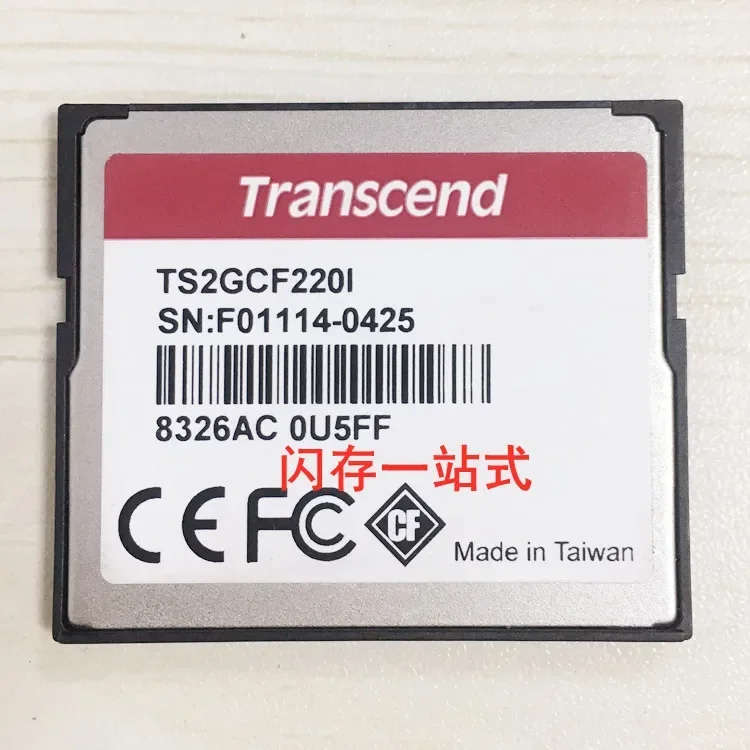 Transcend
TS2GCF220I
SN:F01114-0425
8326AC 0U5FF
闪存一站式
CE FC CF
Made in Taiwan